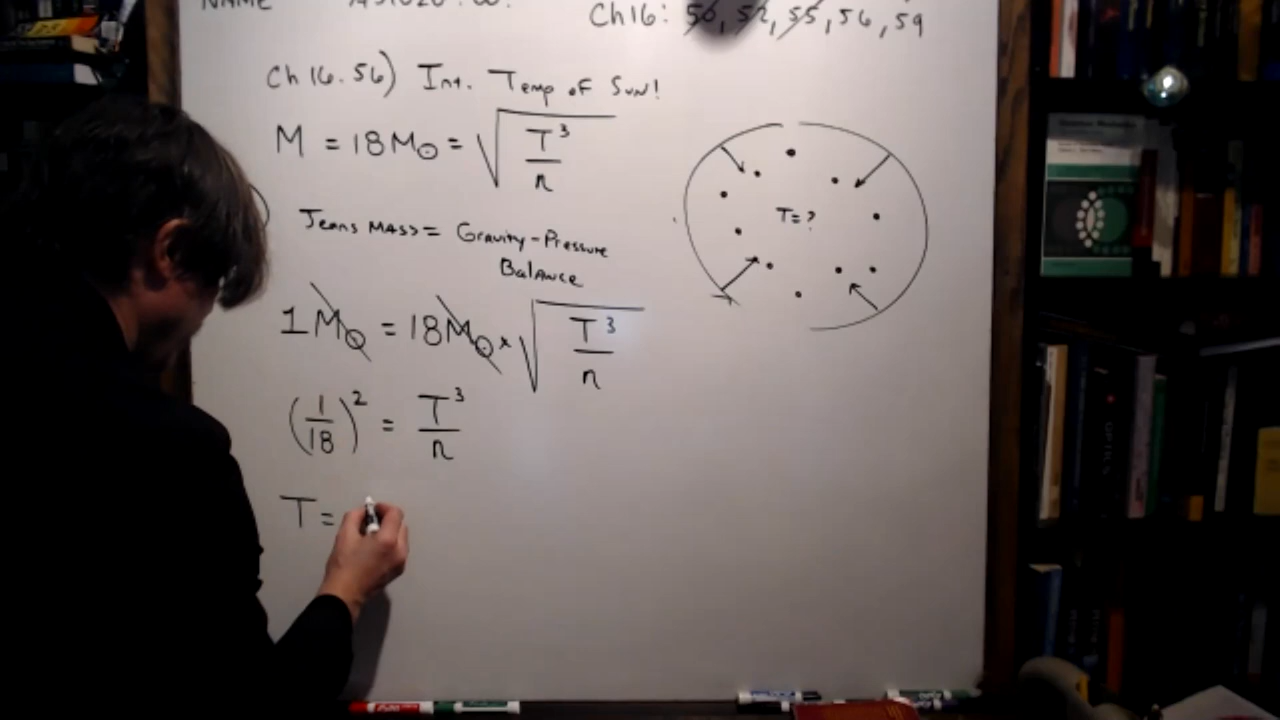 NAME
Ch16: 50, 52, 55, 56, 59
Ch 16.56) Int. Temp of Sun!
M = 18M⊙ = √(T³/n)
T=?
Jeans Mass = Gravity-Pressure
Balance
1M⊙ = 18M⊙ * √(T³/n)
(1/18)² = T³/n
T=